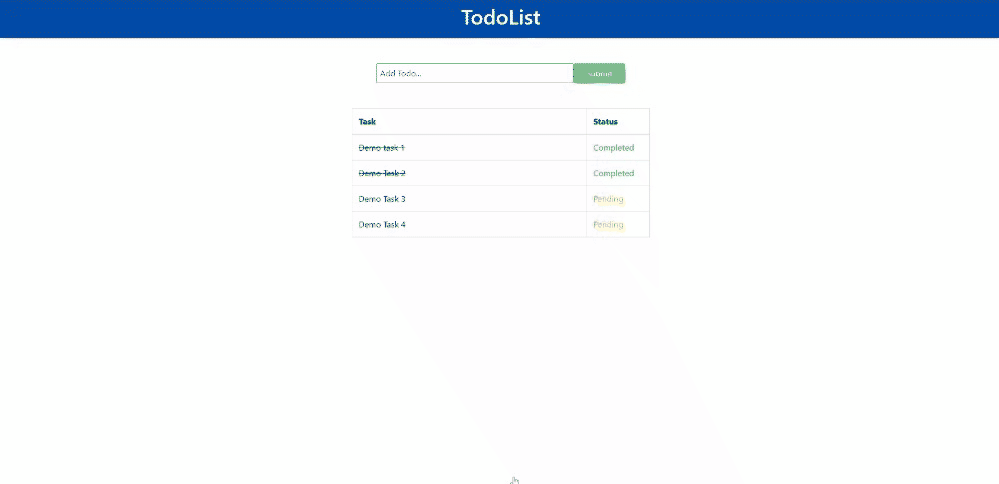 TodoList
Add Todo... Submit
Task Status
Demo task 1 Completed
Demo Task 2 Completed
Demo Task 3 Pending
Demo Task 4 Pending